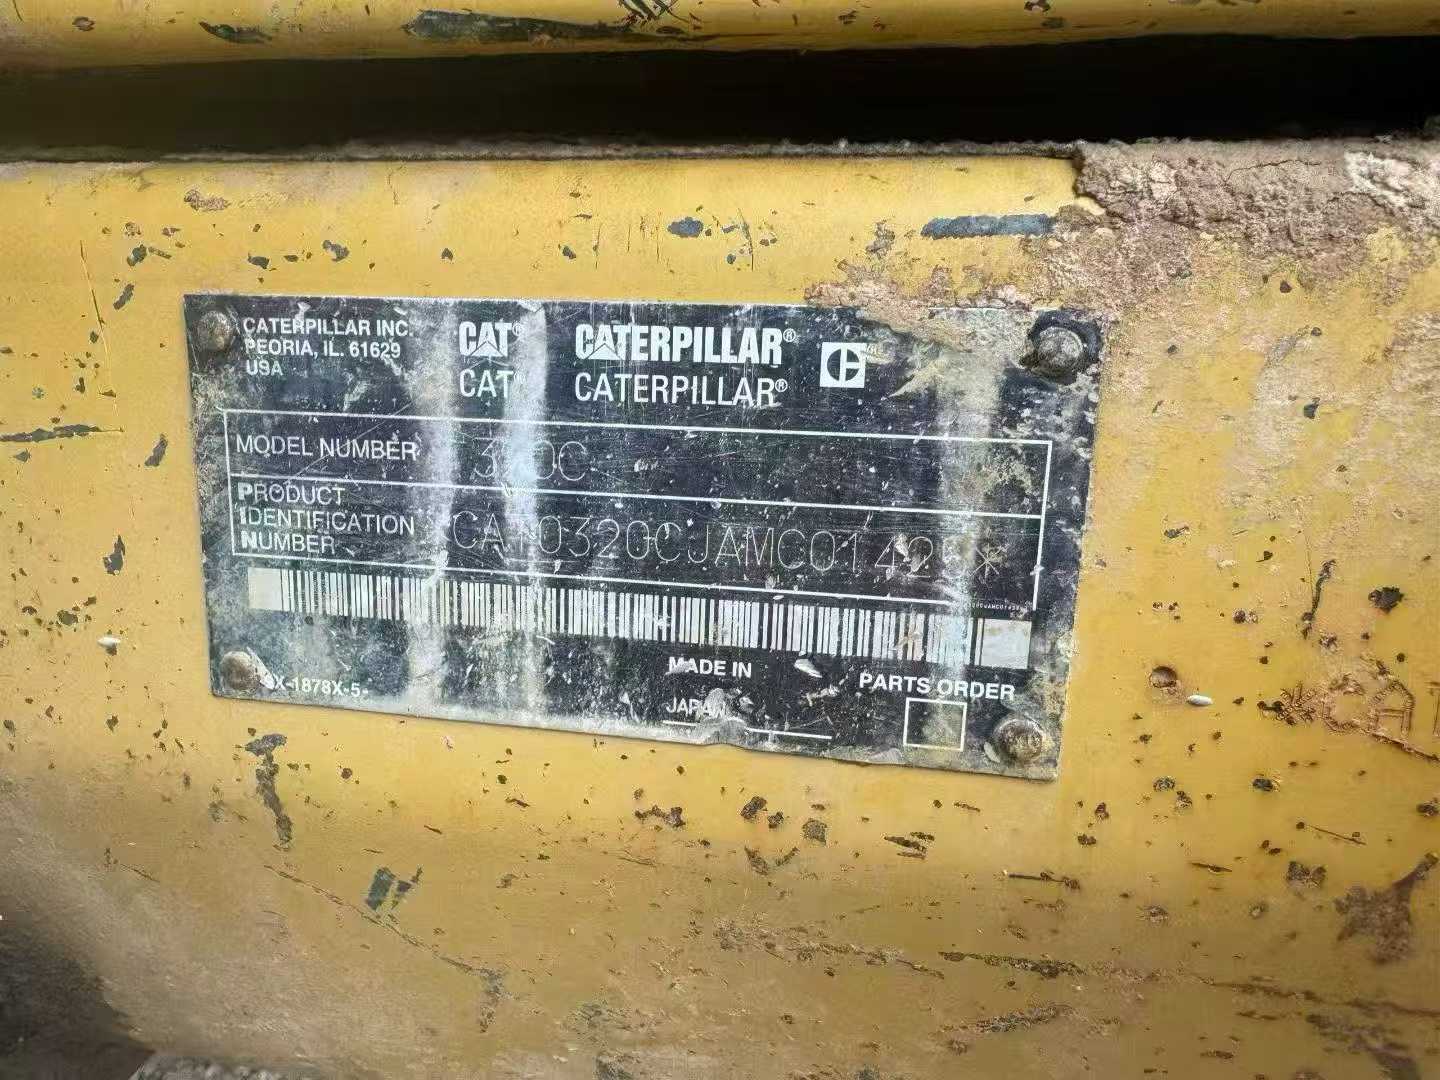 CATERPILLAR INC.
PEORIA, IL. 61629
USA
CAT®
CAT®
CATERPILLAR®
CATERPILLAR®
MODEL NUMBER 320C
PRODUCT
IDENTIFICATION
NUMBER
MADE IN
JAPAN
PARTS ORDER